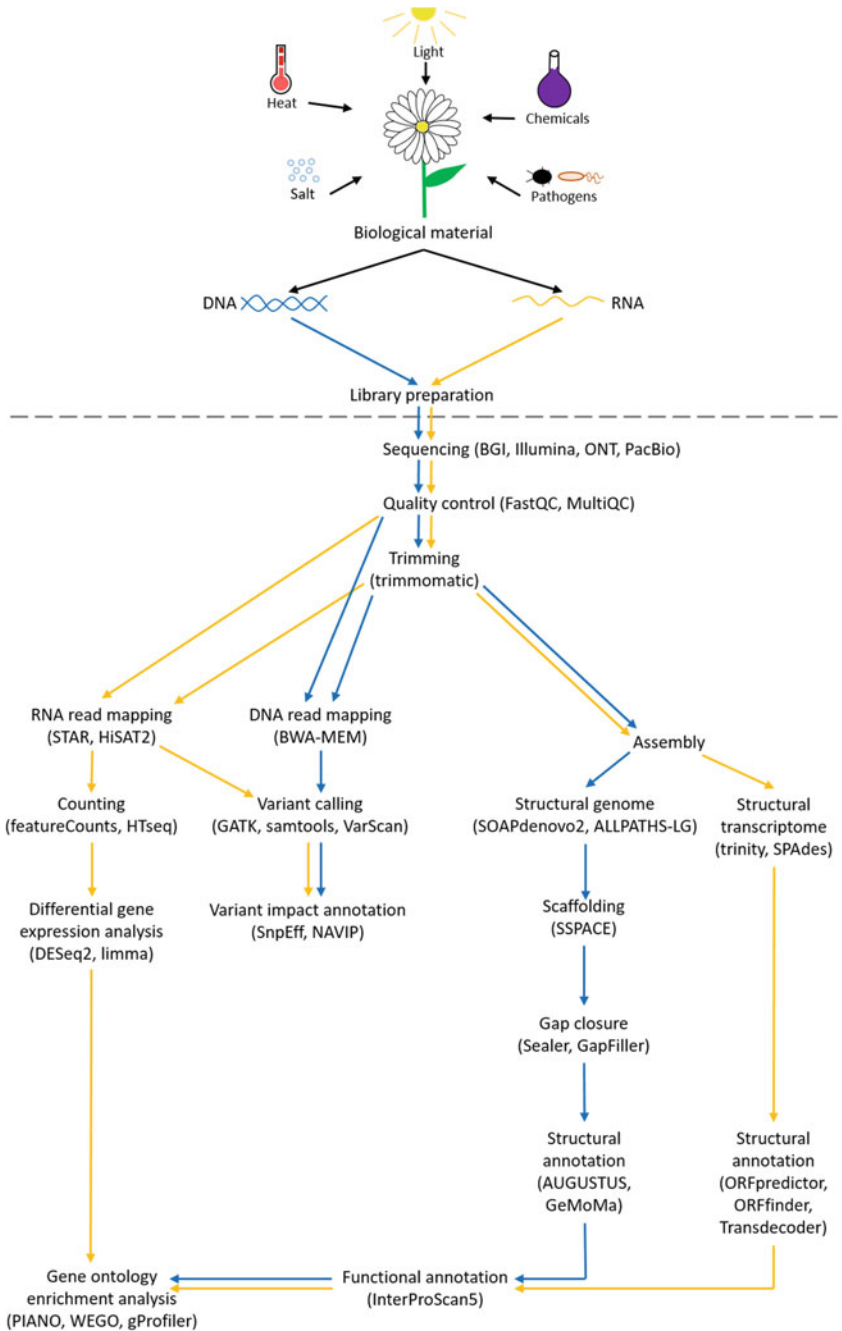 Light
Heat
Chemicals
Salt
Pathogens
Biological material
DNA
RNA
Library preparation
Sequencing (BGI, Illumina, ONT, PacBio)
Quality control (FastQC, MultiQC)
Trimming
(trimmomatic)
RNA read mapping
(STAR, HiSAT2)
DNA read mapping
(BWA-MEM)
Assembly
Counting
(featureCounts, HTseq)
Variant calling
(GATK, samtools, VarScan)
Structural genome
(SOAPdenovo2, ALLPATHS-LG)
Structural
transcriptome
(trinity, SPAdes)
Differential gene
expression analysis
(DESeq2, limma)
Variant impact annotation
(SnpEff, NAVIP)
Scaffolding
(SSPACE)
Gap closure
(Sealer, GapFiller)
Structural
annotation
(AUGUSTUS,
GeMoMa)
Structural
annotation
(ORFpredictor,
ORFfinder,
Transdecoder)
Gene ontology
enrichment analysis
(PIANO, WEGO, gProfiler)
Functional annotation
(InterProScan5)